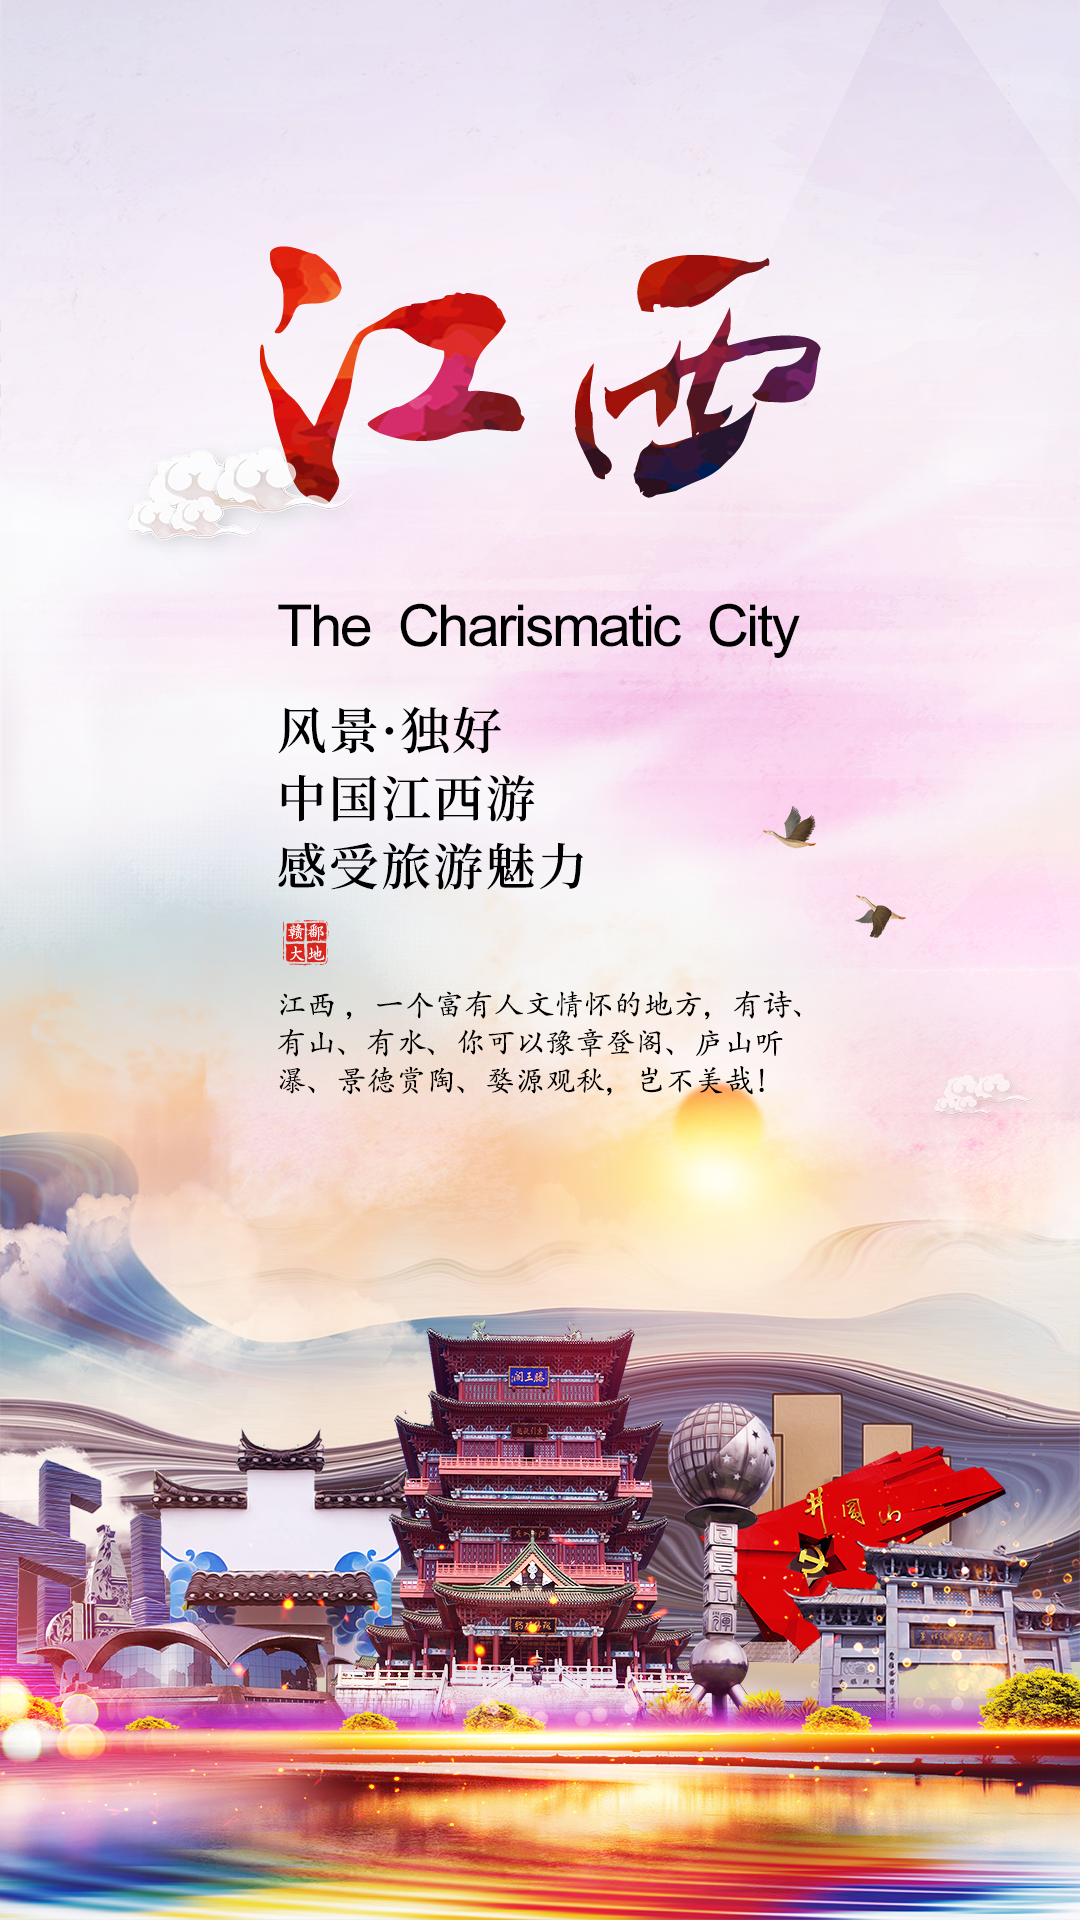 江西
The Charismatic City
风景·独好
中国江西游
感受旅游魅力
赣鄱
大地
江西，一个富有人文情怀的地方，有诗、
有山、有水、你可以豫章登阁、庐山听
瀑、景德赏陶、婺源观秋，岂不美哉！
滕王阁
井冈山